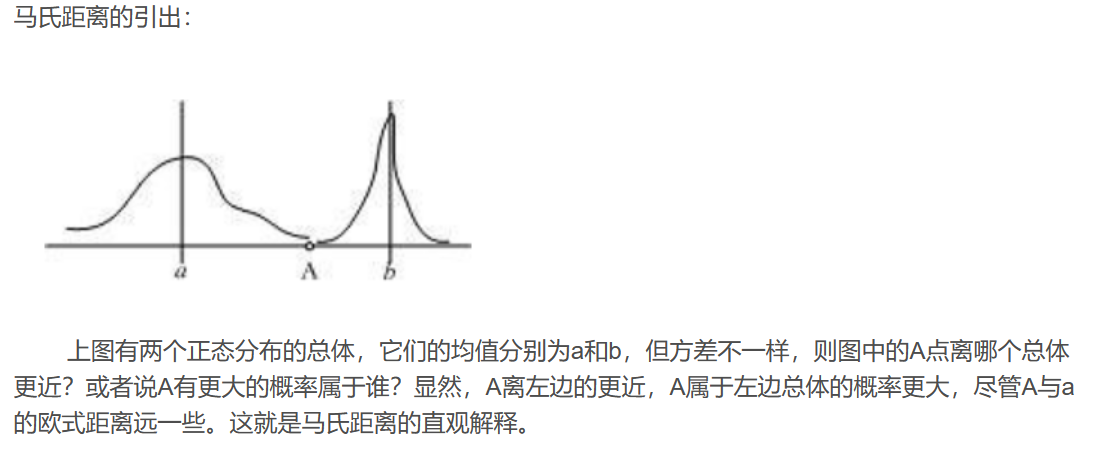 马氏距离的引出：
a
A
b
上图有两个正态分布的总体，它们的均值分别为a和b，但方差不一样，则图中的A点离哪个总体
更近？或者说A有更大的概率属于谁？显然，A离左边的更近，A属于左边总体的概率更大，尽管A与a
的欧式距离远一些。这就是马氏距离的直观解释。